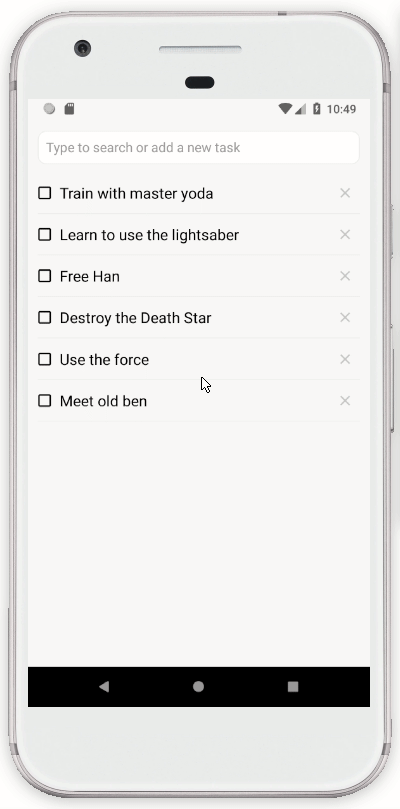 10:49
Type to search or add a new task
Train with master yoda
Learn to use the lightsaber
Free Han
Destroy the Death Star
Use the force
Meet old ben